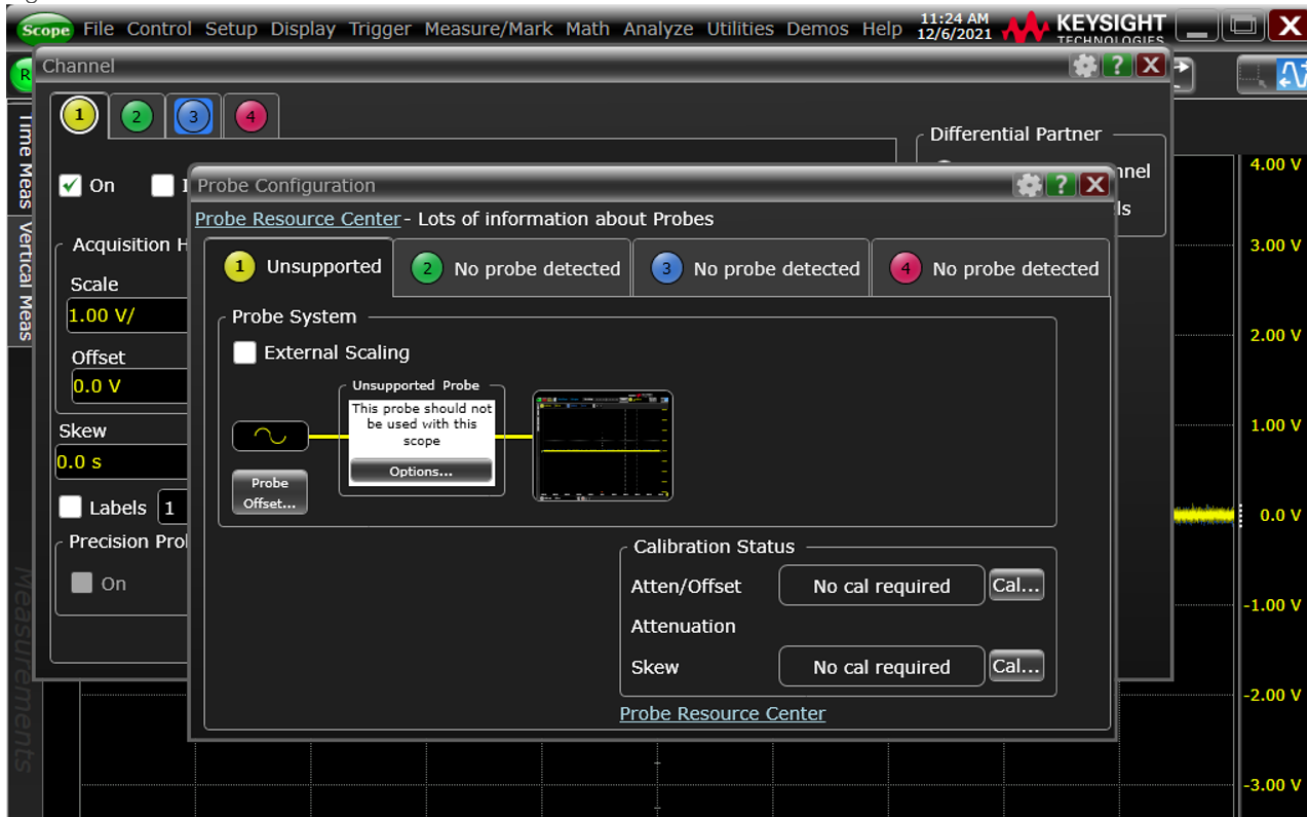 Scope File Control Setup Display Trigger Measure/Mark Math Analyze Utilities Demos Help 11:24 AM 12/6/2021 KEYSIGHT TECHNOLOGIES
Channel
R
1 2 3 4
Differential Partner
On
Time Meas
Vertical Meas
Measurements
Acquisition H
Scale
1.00 V/
Offset
0.0 V
Skew
0.0 s
Labels 1
Precision Pro
On
Probe Configuration
Probe Resource Center - Lots of information about Probes
1 Unsupported
2 No probe detected
3 No probe detected
4 No probe detected
Probe System
External Scaling
Unsupported Probe
This probe should not
be used with this
scope
Options...
Probe
Offset...
Calibration Status
Atten/Offset No cal required Cal...
Attenuation
Skew No cal required Cal...
Probe Resource Center
nnel
ls
4.00 V
3.00 V
2.00 V
1.00 V
0.0 V
-1.00 V
-2.00 V
-3.00 V